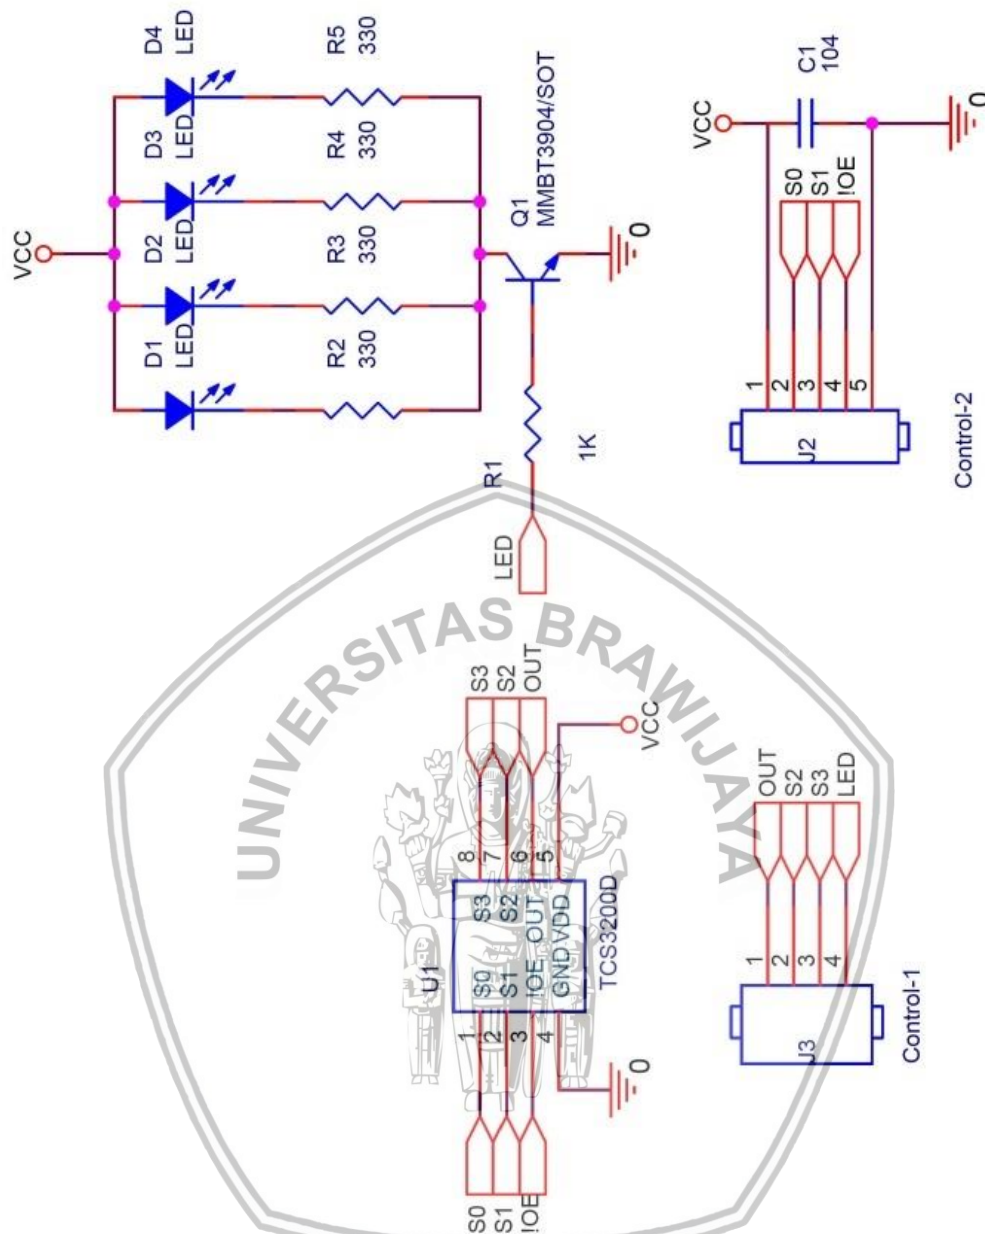 VCC
D4
LED
D3
LED
D2
LED
D1
LED
R5
330
R4
330
R3
330
R2
330
Q1
MMBT3904/SOT
0
R1
1K
LED
VCC
C1
104
0
S0
S1
!OE
1
2
3
4
5
J2
Control-2
UNIVERSITAS BRAWIJAYA
U1
TCS3200D
S0
S1
!OE
1
2
3
4
S0 S3
S1 S2
!OE OUT
GND VDD
8
7
6
5
S3
S2
OUT
VCC
0
OUT
S2
S3
LED
1
2
3
4
J3
Control-1